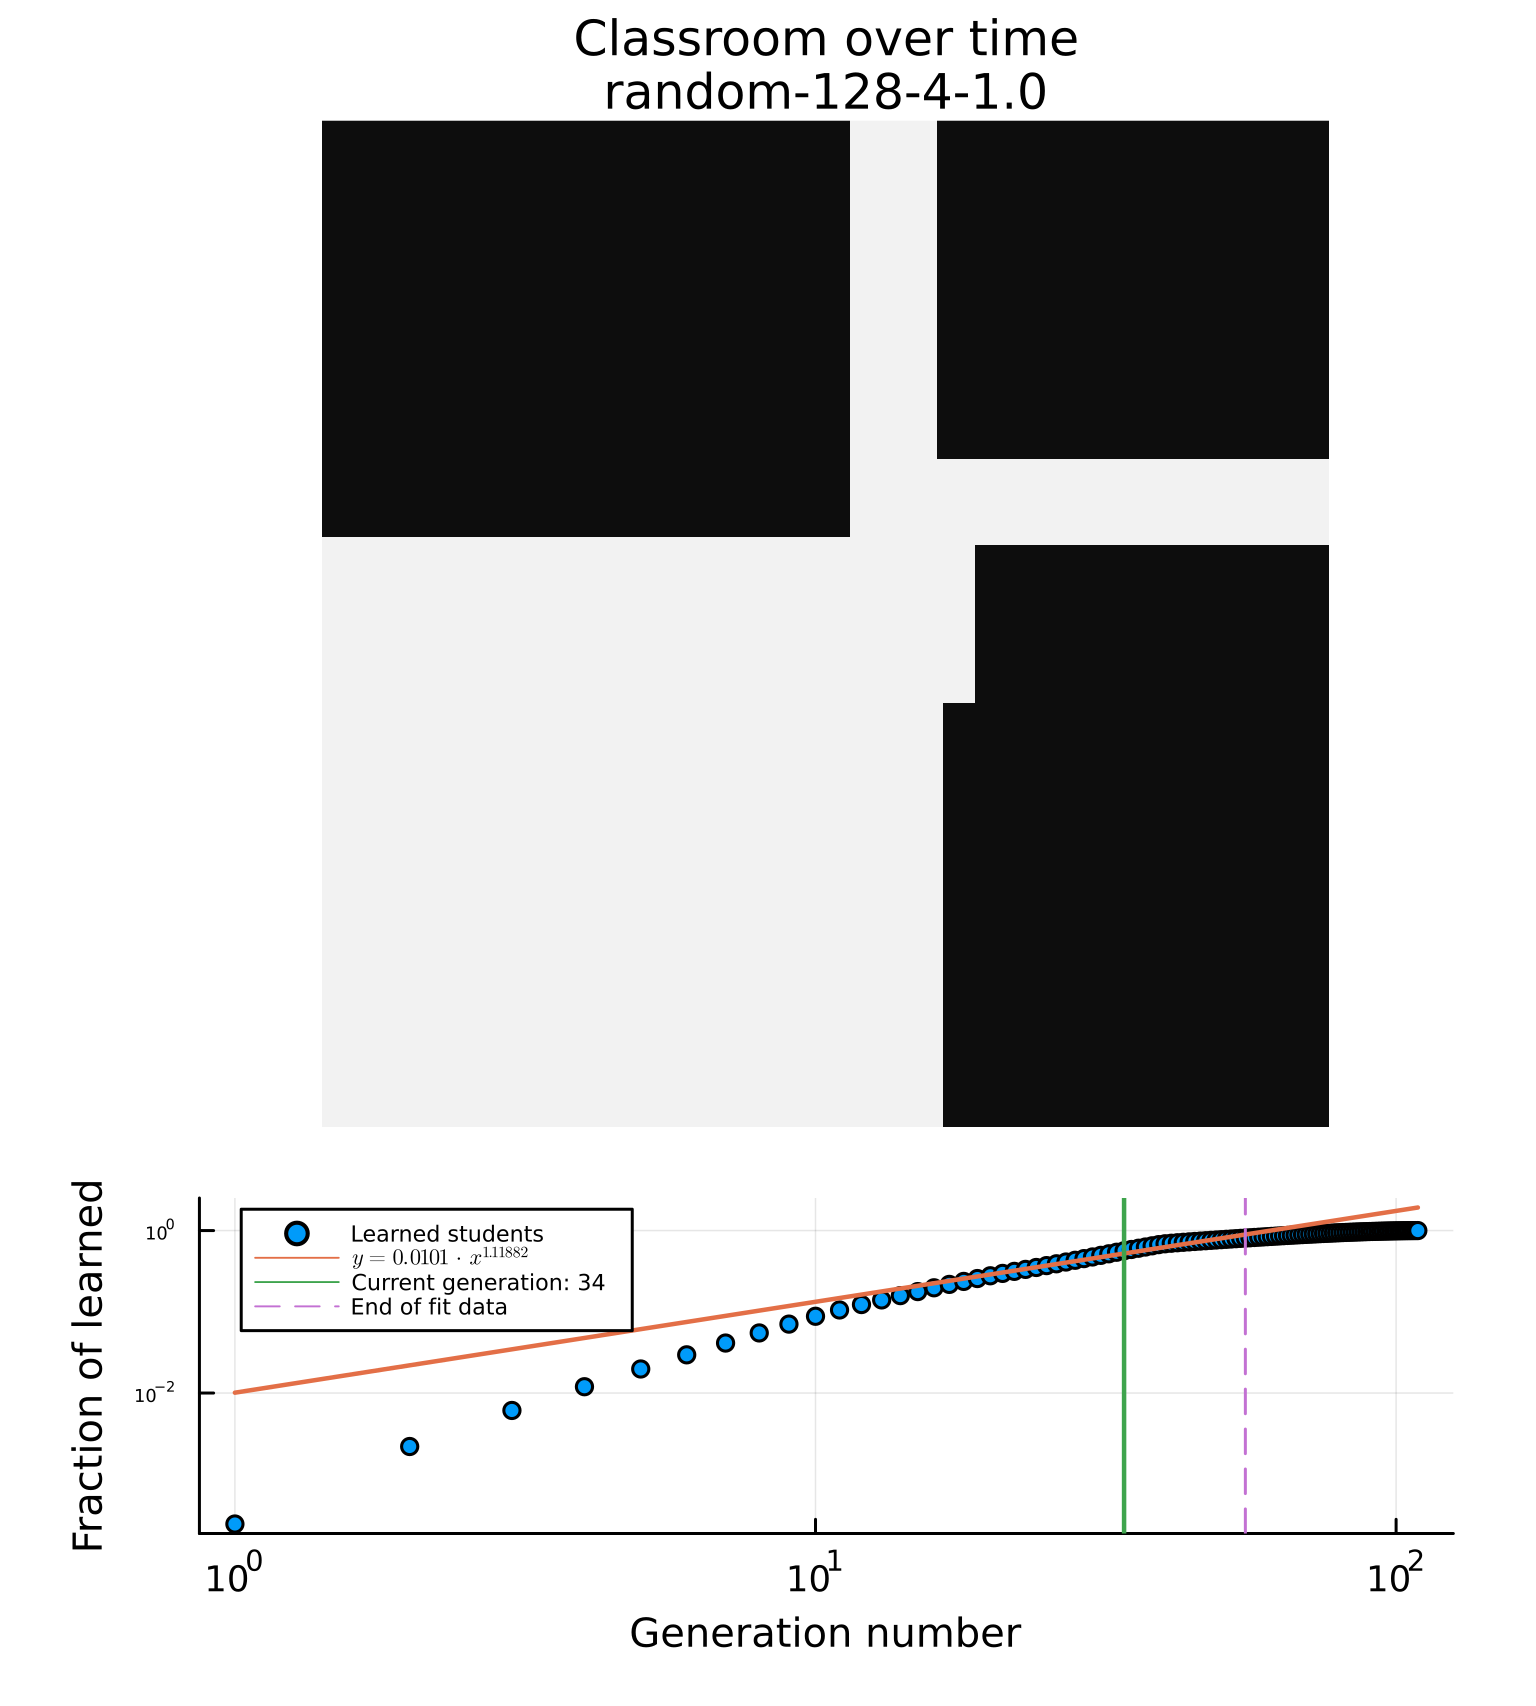 Classroom over time
random-128-4-1.0
Fraction of learned
10^0
10^−2
Learned students
y = 0.0101 · x^1.11882
Current generation: 34
End of fit data
10^0
10^1
10^2
Generation number